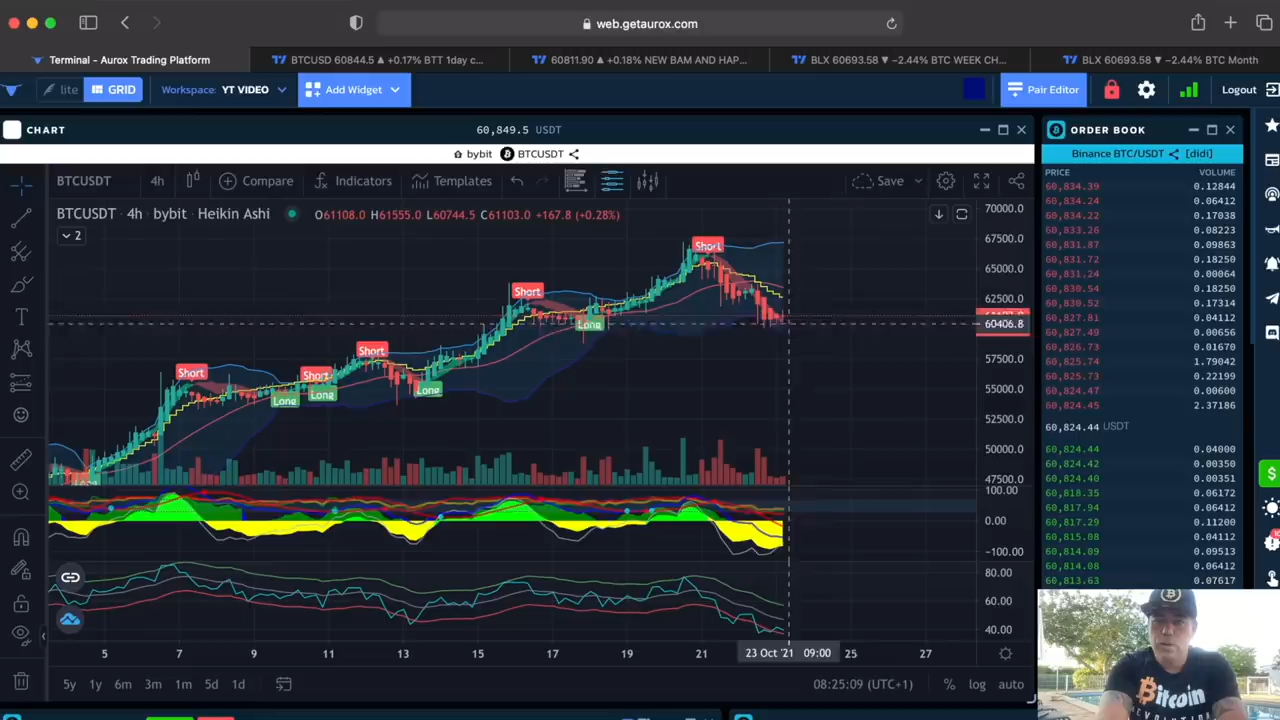 web.getaurox.com
Terminal - Aurox Trading Platform
BTCUSD 60844.5 ▲ +0.17% BTT 1day c...
60811.90 ▲ +0.18% NEW BAM AND HAP...
BLX 60693.58 ▼ −2.44% BTC WEEK CH...
BLX 60693.58 ▼ −2.44% BTC Month
lite
GRID
Workspace: YT VIDEO
Add Widget
Pair Editor
Logout
CHART
60,849.5 USDT
ORDER BOOK
bybit BTCUSDT
Binance BTC/USDT [didi]
BTCUSDT 4h Compare Indicators Templates Save
PRICE VOLUME
BTCUSDT · 4h · bybit · Heikin Ashi O61108.0 H61555.0 L60744.5 C61103.0 +167.8 (+0.28%)
2
60,834.39 0.12844
60,834.24 0.06412
60,834.22 0.17038
60,833.26 0.08223
60,831.87 0.09863
60,831.72 0.18250
60,831.24 0.00064
60,830.54 0.18250
60,830.52 0.17314
60,827.81 0.04112
60,827.49 0.00656
60,826.73 0.01670
60,825.74 1.79042
60,825.73 0.22199
60,824.47 0.00600
60,824.45 2.37186
60,824.44 USDT
60,824.44 0.04000
60,824.42 0.00350
60,824.40 0.00351
60,818.35 0.06172
60,817.94 0.06412
60,817.29 0.11200
60,815.08 0.04112
60,814.09 0.09513
60,814.08 0.06412
60,813.63 0.07617
70000.0
67500.0
65000.0
62500.0
60406.8
57500.0
55000.0
52500.0
50000.0
47500.0
100.00
0.00
−100.00
80.00
60.00
40.00
Short
Short
Short
Short
Short
Long
Long
Long
Long
5 7 9 11 13 15 17 19 21 23 Oct '21 09:00 25 27
5y 1y 6m 3m 1m 5d 1d
08:25:09 (UTC+1) % log auto
Bitcoin